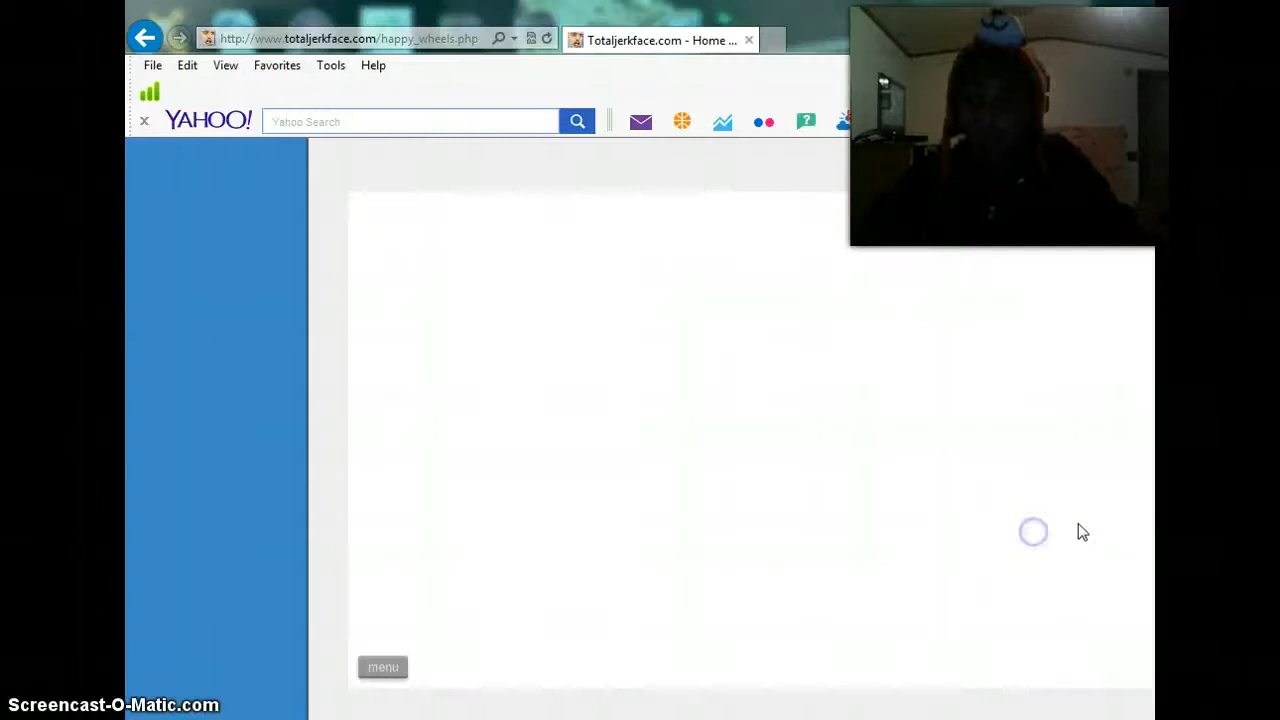 http://www.totaljerkface.com/happy_wheels.php
Totaljerkface.com - Home ...
File Edit View Favorites Tools Help
YAHOO! Yahoo Search
menu
Screencast-O-Matic.com